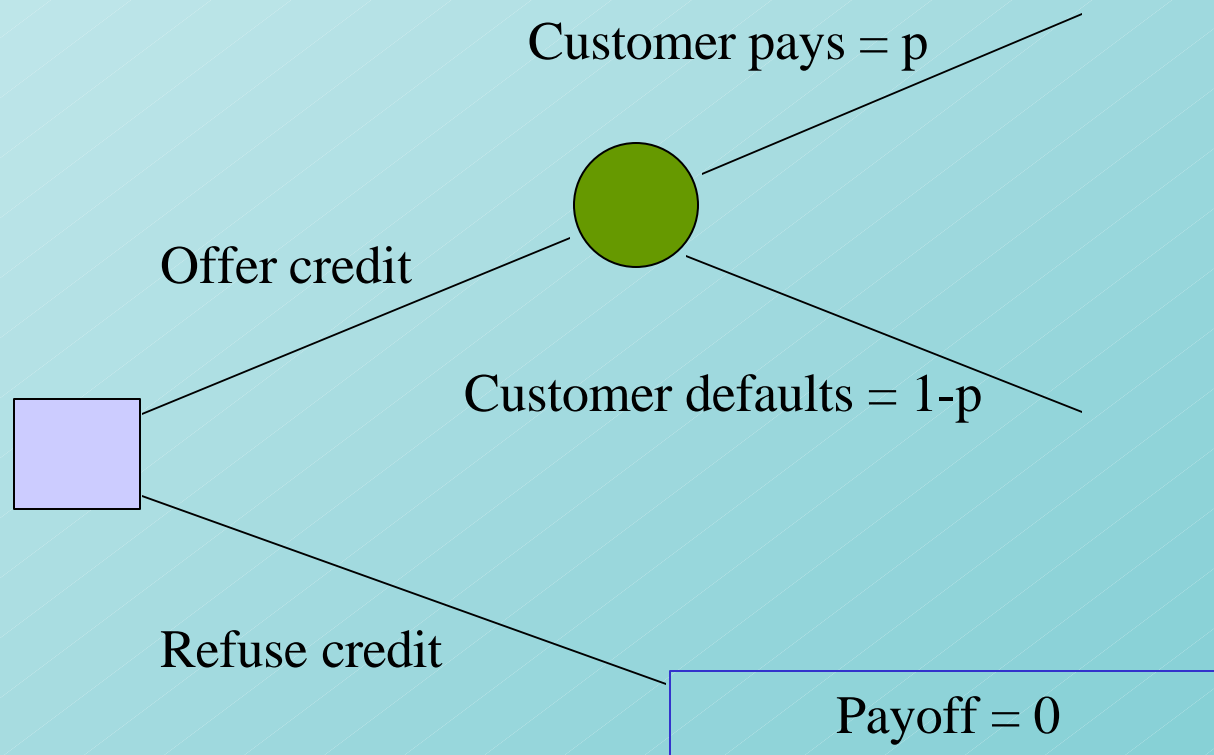 Customer pays = p
Offer credit
Customer defaults = 1-p
Refuse credit
Payoff = 0